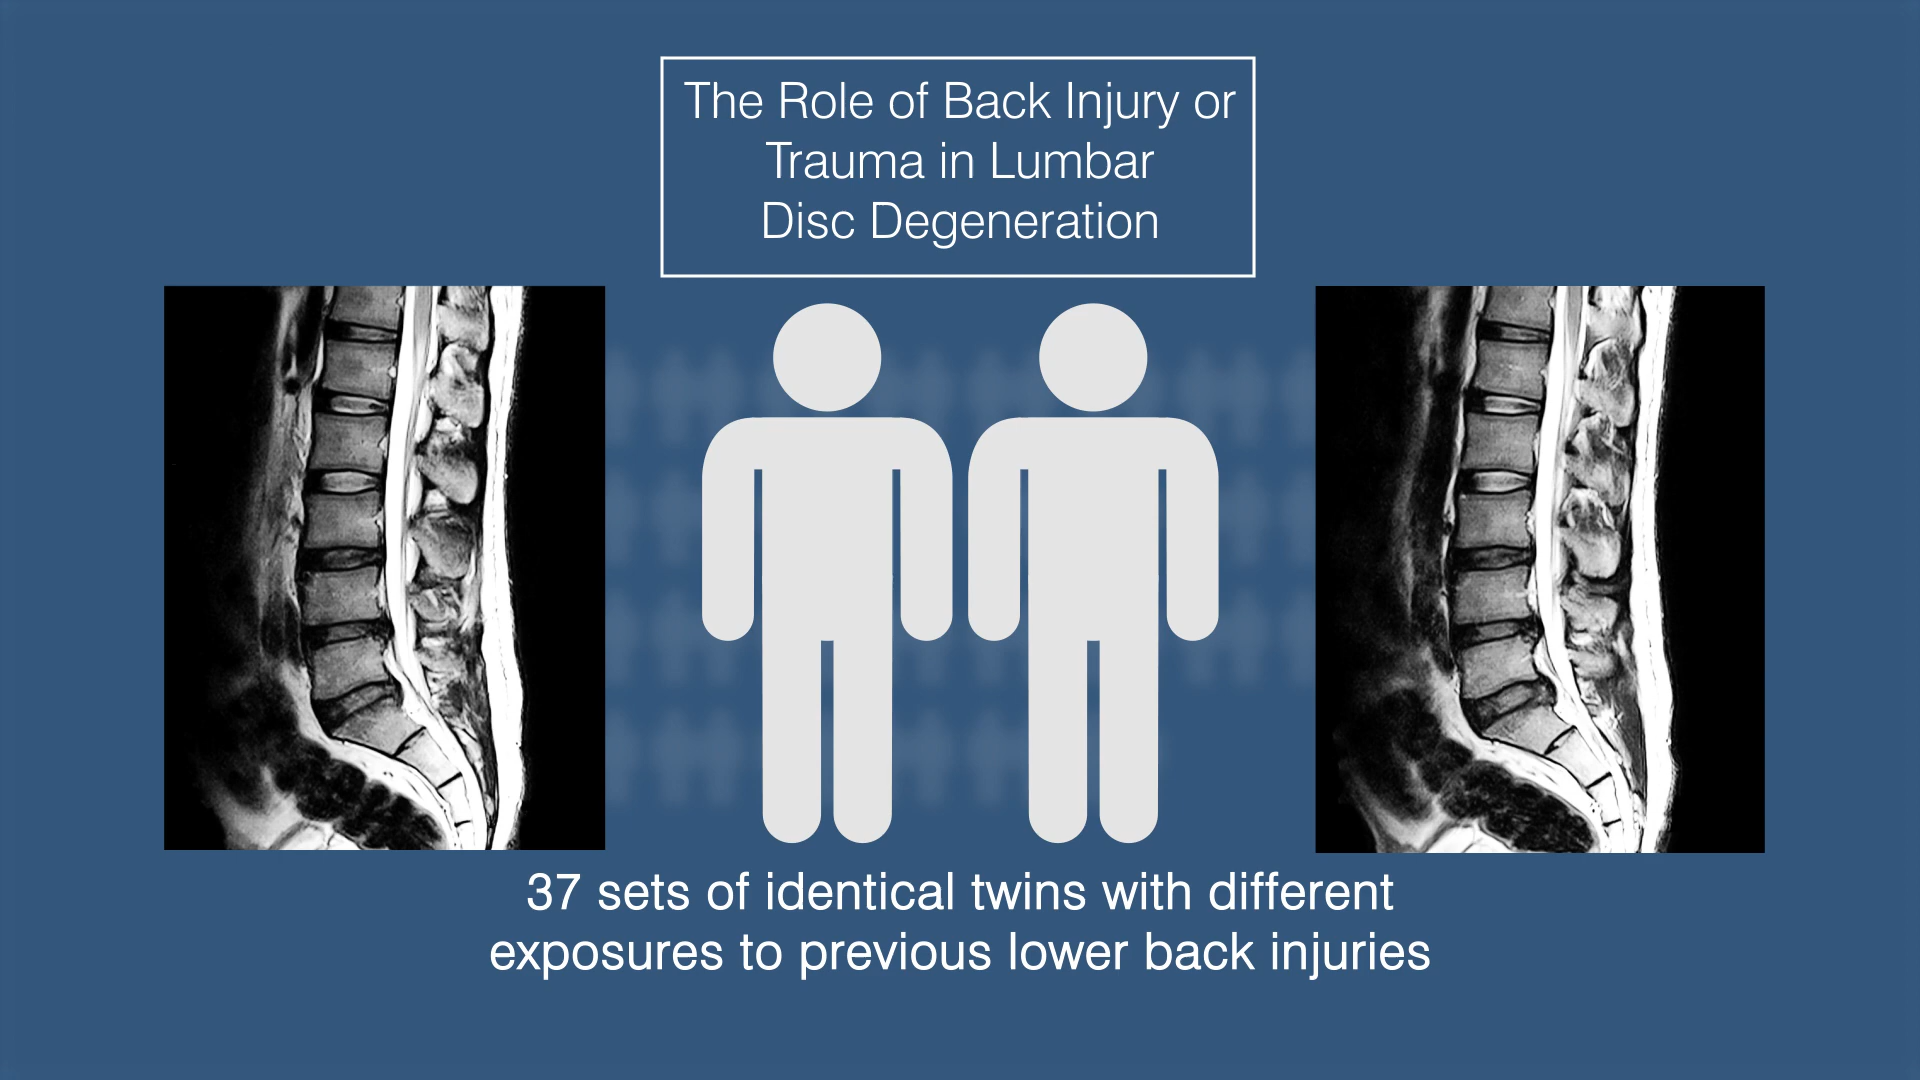 The Role of Back Injury or
Trauma in Lumbar
Disc Degeneration
37 sets of identical twins with different
exposures to previous lower back injuries